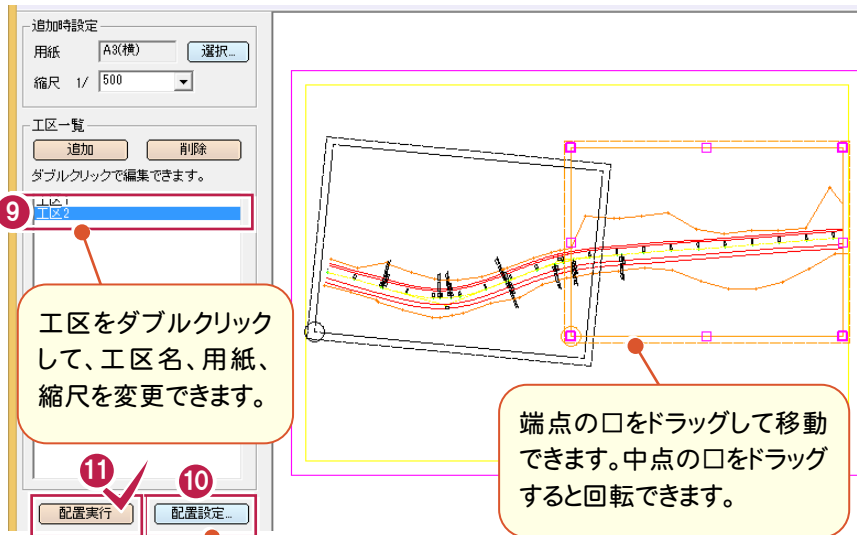 追加時設定
用紙 A3(横) 選択...
縮尺 1/ 500
工区一覧
追加 削除
ダブルクリックで編集できます。
工区1
9 工区2
工区をダブルクリック
して、工区名、用紙、
縮尺を変更できます。
端点の□をドラッグして移動
できます。中点の□をドラッグ
すると回転できます。
11 10
配置実行 配置設定...